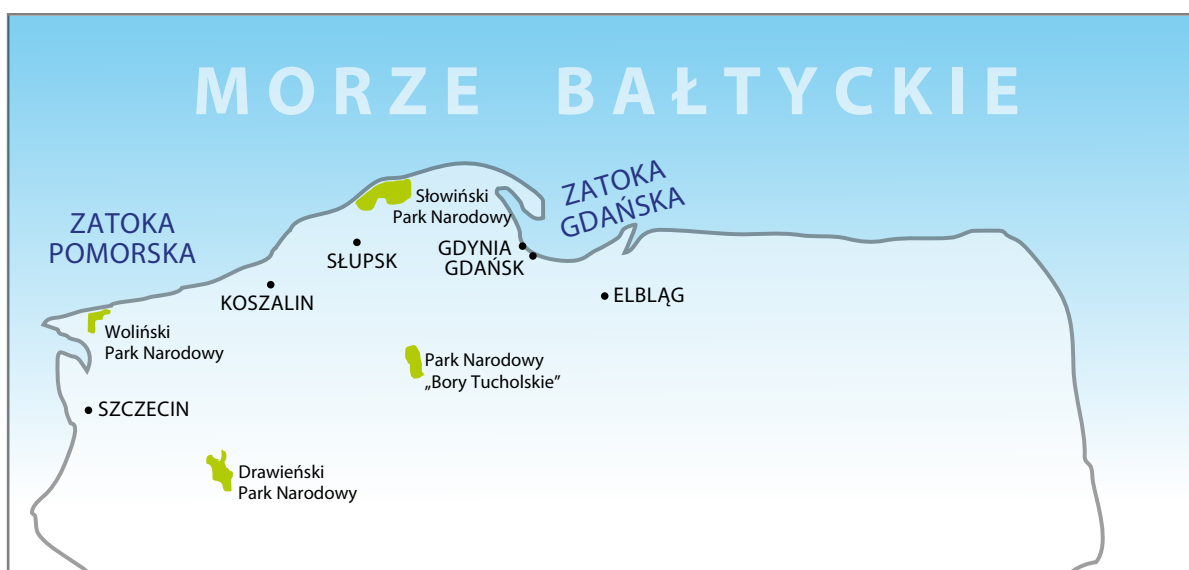 MORZE BAŁTYCKIE
ZATOKA
GDAŃSKA
Słowiński
Park Narodowy
ZATOKA
POMORSKA
SŁUPSK
GDYNIA
GDAŃSK
KOSZALIN
ELBLĄG
Woliński
Park Narodowy
Park Narodowy
„Bory Tucholskie”
SZCZECIN
Drawieński
Park Narodowy